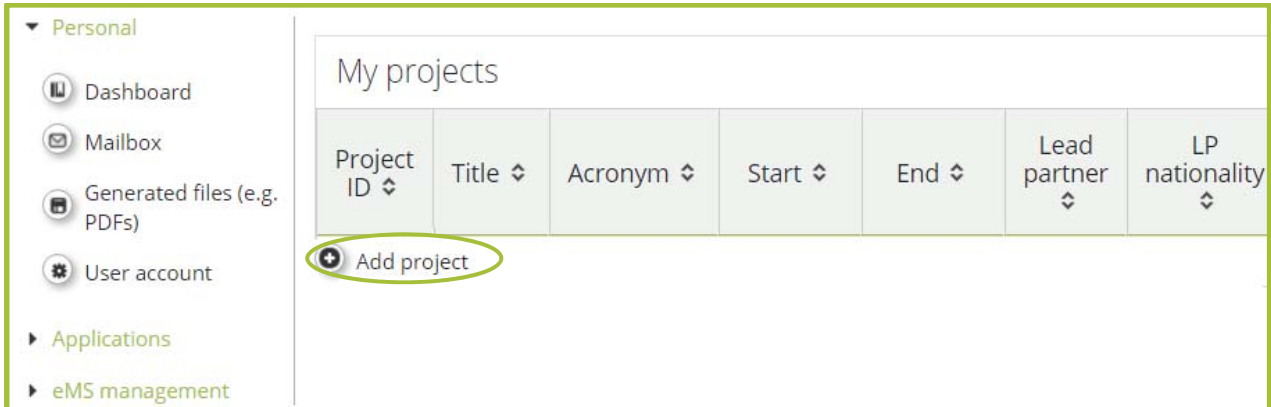 Personal
Dashboard
Mailbox
Generated files (e.g.
PDFs)
User account
Applications
eMS management
My projects
Project
ID
Title
Acronym
Start
End
Lead
partner
LP
nationality
Add project